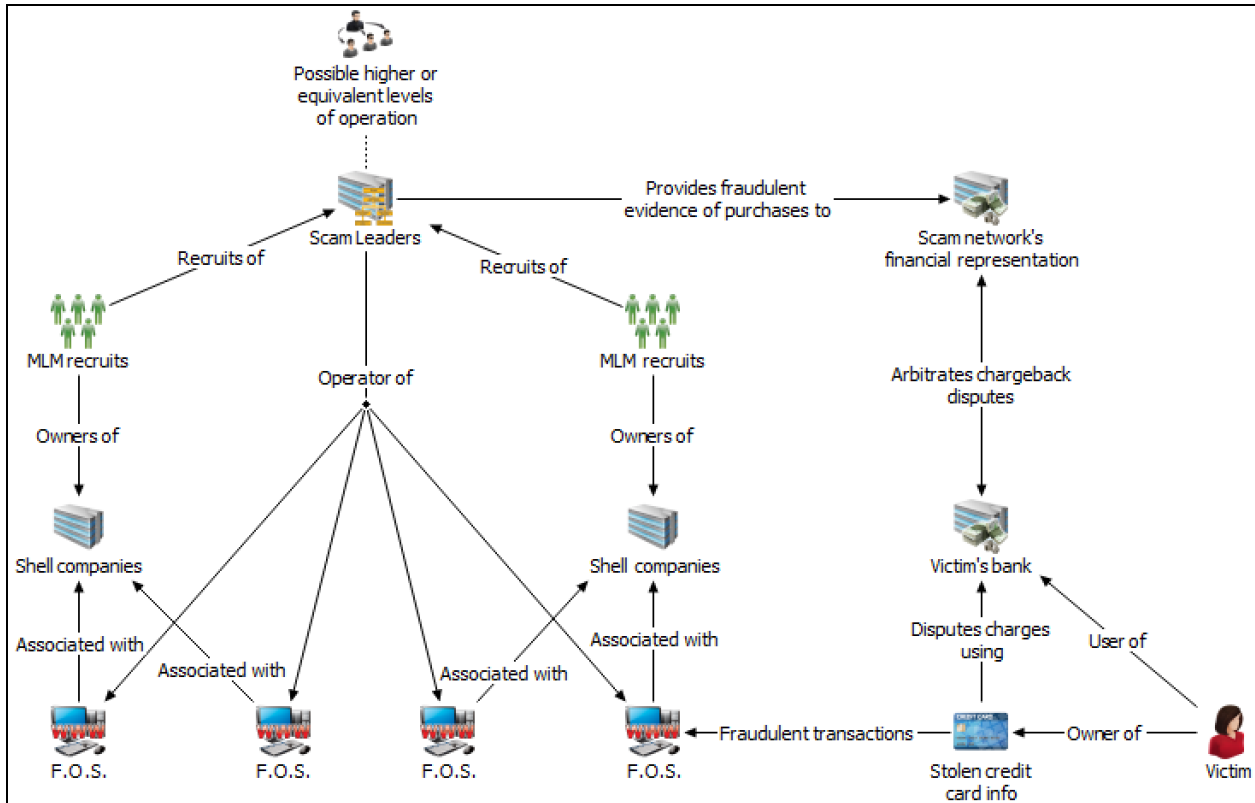 Possible higher or
equivalent levels
of operation
Scam Leaders
Provides fraudulent
evidence of purchases to
Scam network's
financial representation
Recruits of
Recruits of
MLM recruits
MLM recruits
Operator of
Arbitrates chargeback
disputes
Owners of
Owners of
Shell companies
Shell companies
Victim's bank
Associated with
Associated with
Associated with
Associated with
Disputes charges
using
User of
F.O.S.
F.O.S.
F.O.S.
F.O.S.
Fraudulent transactions
CREDIT CARD
Stolen credit
card info
Owner of
Victim